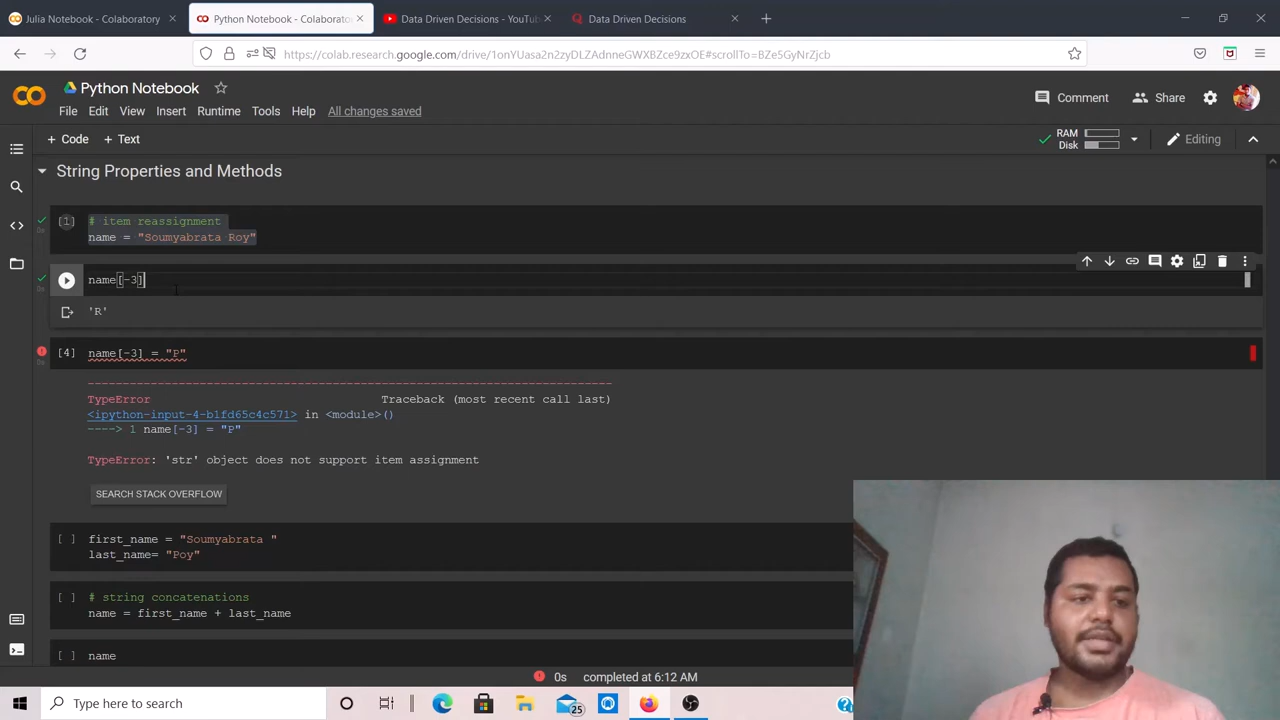 Julia Notebook - Colaboratory
Python Notebook - Colaborato
Data Driven Decisions - YouTub
Data Driven Decisions
https://colab.research.google.com/drive/1onYUasa2n2zyDLZAdnneGWXBZce9zxOE#scrollTo=BZe5GyNrZjcb
Python Notebook
File Edit View Insert Runtime Tools Help All changes saved
Comment Share
+ Code + Text
RAM
Disk
Editing
String Properties and Methods
[1] # item reassignment
name = "Soumyabrata Roy"
name[-3]
'R'
[4] name[-3] = "P"
---------------------------------------------------------------------------
TypeError Traceback (most recent call last)
<ipython-input-4-b1fd65c4c571> in <module>()
----> 1 name[-3] = "P"
TypeError: 'str' object does not support item assignment
SEARCH STACK OVERFLOW
[ ] first_name = "Soumyabrata "
last_name= "Poy"
[ ] # string concatenations
name = first_name + last_name
[ ] name
0s completed at 6:12 AM
Type here to search
25